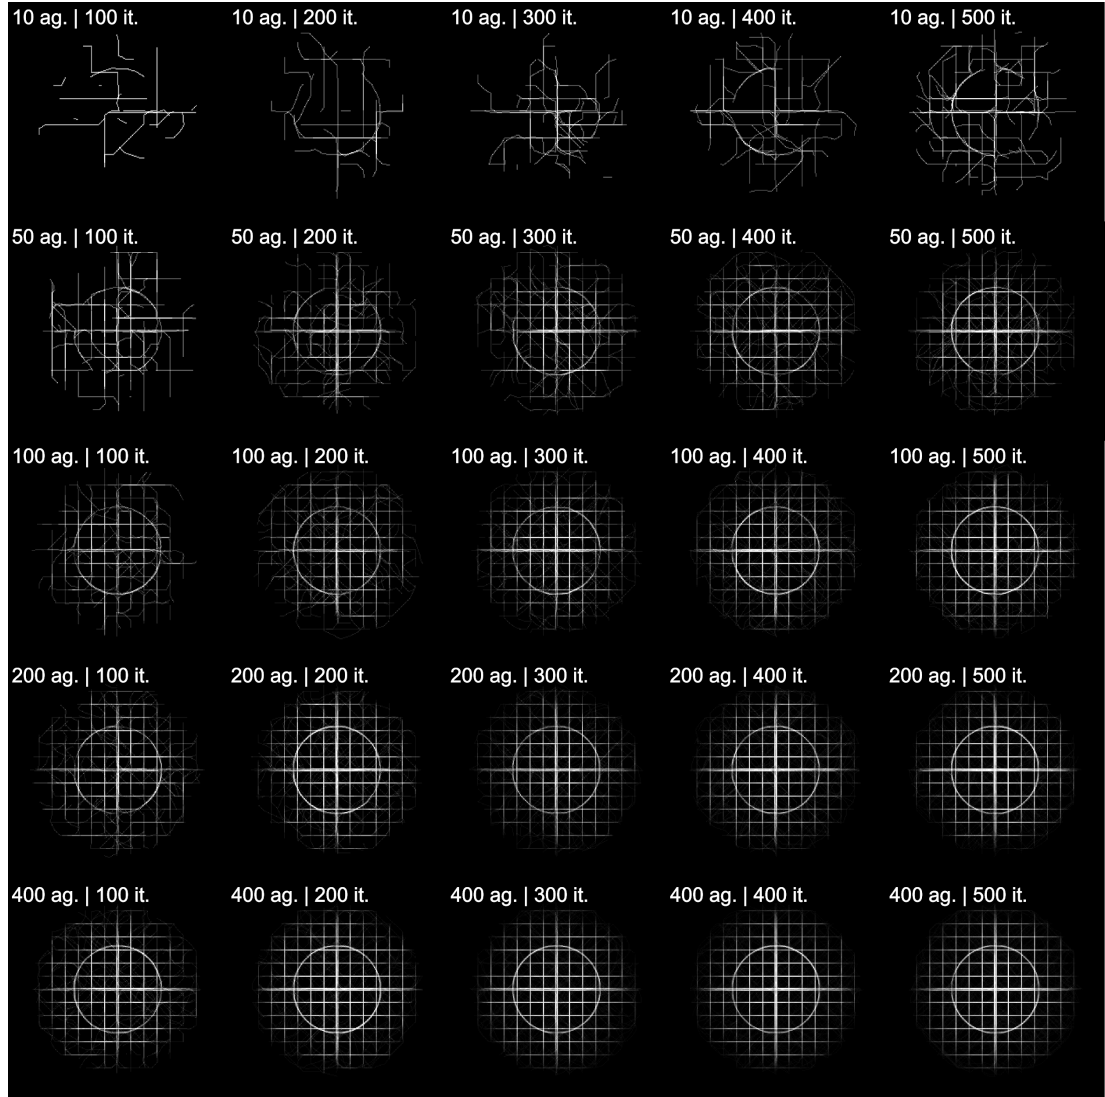 10 ag. | 100 it.
10 ag. | 200 it.
10 ag. | 300 it.
10 ag. | 400 it.
10 ag. | 500 it.
50 ag. | 100 it.
50 ag. | 200 it.
50 ag. | 300 it.
50 ag. | 400 it.
50 ag. | 500 it.
100 ag. | 100 it.
100 ag. | 200 it.
100 ag. | 300 it.
100 ag. | 400 it.
100 ag. | 500 it.
200 ag. | 100 it.
200 ag. | 200 it.
200 ag. | 300 it.
200 ag. | 400 it.
200 ag. | 500 it.
400 ag. | 100 it.
400 ag. | 200 it.
400 ag. | 300 it.
400 ag. | 400 it.
400 ag. | 500 it.